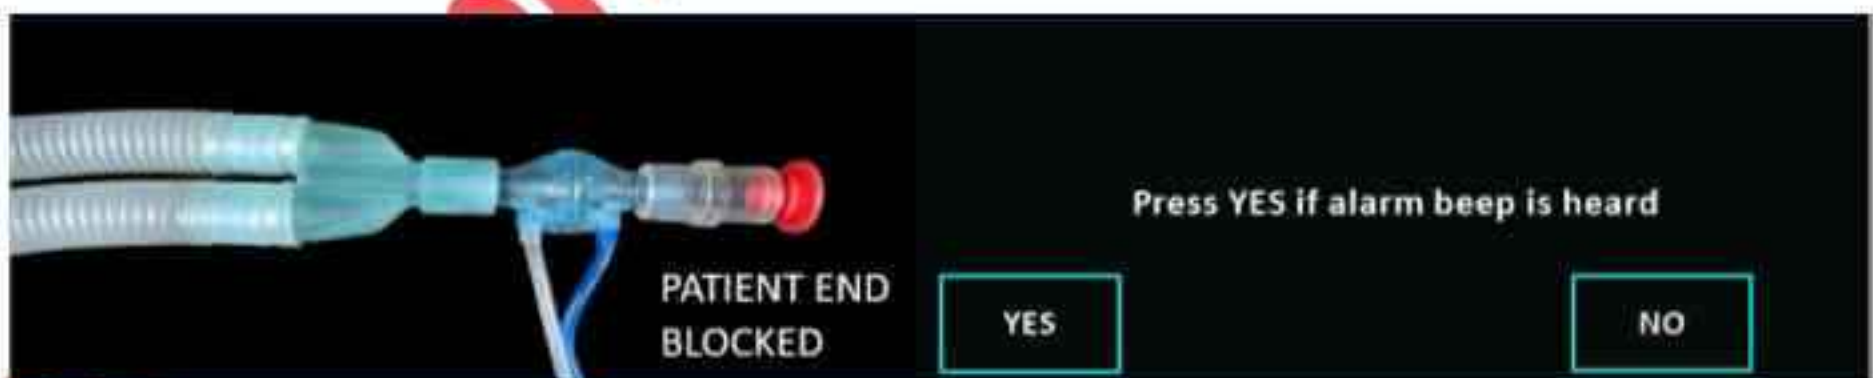 PATIENT END
BLOCKED
Press YES if alarm beep is heard
YES
NO